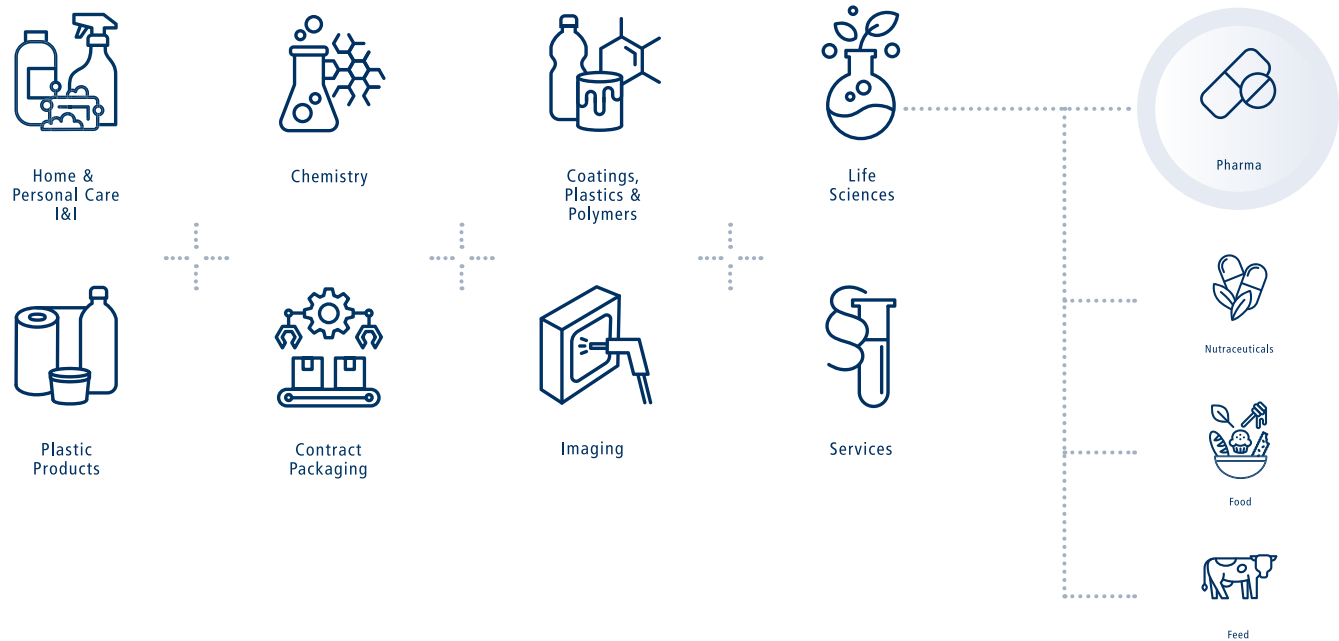 Home &
Personal Care
I&I
Chemistry
Coatings,
Plastics &
Polymers
Life
Sciences
Pharma
Nutraceuticals
Plastic
Products
Contract
Packaging
Imaging
Services
Food
Feed